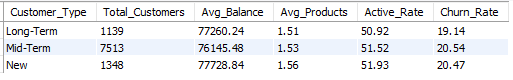 Customer_Type Total_Customers Avg_Balance Avg_Products Active_Rate Churn_Rate
Long-Term 1139 77260.24 1.51 50.92 19.14
Mid-Term 7513 76145.48 1.53 51.52 20.54
New 1348 77728.84 1.56 51.93 20.47